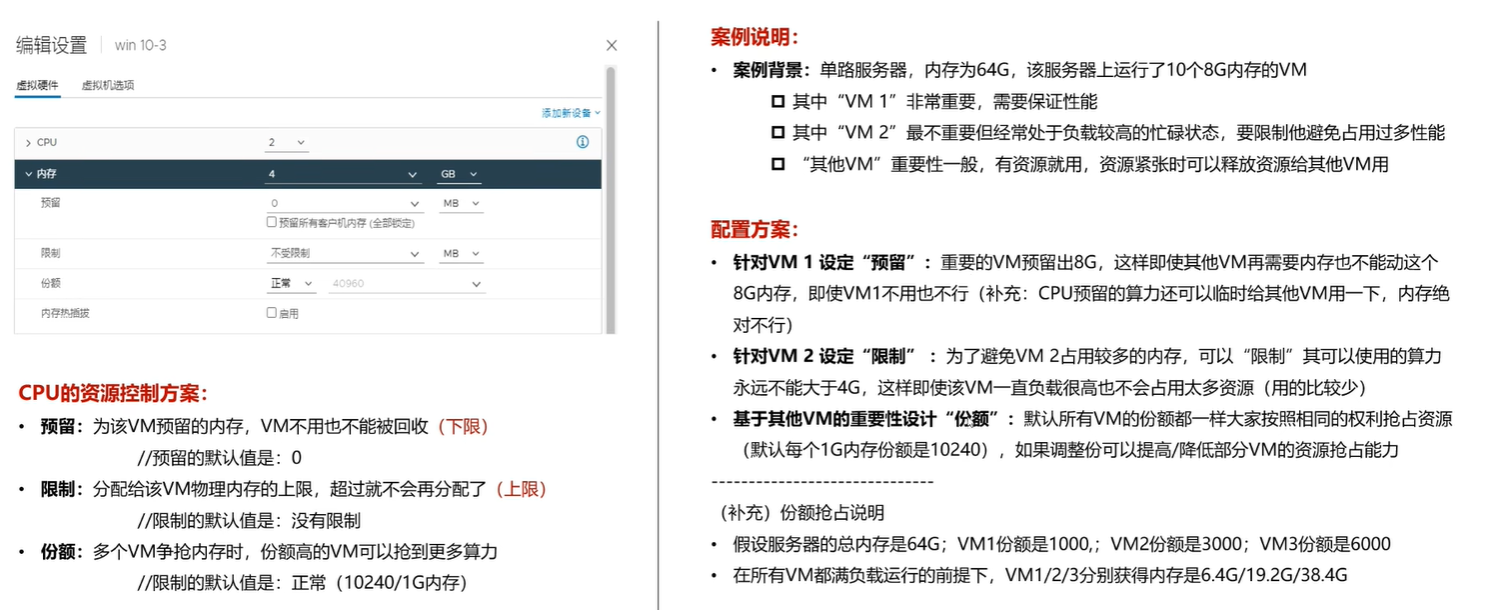 编辑设置 win 10-3
虚拟硬件 虚拟机选项
添加新设备
CPU 2
内存 4 GB
预留 0 MB
预留所有客户机内存 (全部锁定)
限制 不受限制 MB
份额 正常 40960
内存热插拔 启用
CPU的资源控制方案：
• 预留：为该VM预留的内存，VM不用也不能被回收（下限）
//预留的默认值是：0
• 限制：分配给该VM物理内存的上限，超过就不会再分配了（上限）
//限制的默认值是：没有限制
• 份额：多个VM争抢内存时，份额高的VM可以抢到更多算力
//限制的默认值是：正常（10240/1G内存）
案例说明：
• 案例背景：单路服务器，内存为64G，该服务器上运行了10个8G内存的VM
其中“VM 1”非常重要，需要保证性能
其中“VM 2”最不重要但经常处于负载较高的忙碌状态，要限制他避免占用过多性能
“其他VM”重要性一般，有资源就用，资源紧张时可以释放资源给其他VM用
配置方案：
• 针对VM 1 设定“预留”：重要的VM预留出8G，这样即使其他VM再需要内存也不能动这个
8G内存，即使VM1不用也不行（补充：CPU预留的算力还可以临时给其他VM用一下，内存绝
对不行）
• 针对VM 2 设定“限制” ：为了避免VM 2占用较多的内存，可以“限制”其可以使用的算力
永远不能大于4G，这样即使该VM一直负载很高也不会占用太多资源（用的比较少）
• 基于其他VM的重要性设计“份额”：默认所有VM的份额都一样大家按照相同的权利抢占资源
（默认每个1G内存份额是10240），如果调整份可以提高/降低部分VM的资源抢占能力
------------------------------
（补充）份额抢占说明
• 假设服务器的总内存是64G；VM1份额是1000,；VM2份额是3000；VM3份额是6000
• 在所有VM都满负载运行的前提下，VM1/2/3分别获得内存是6.4G/19.2G/38.4G